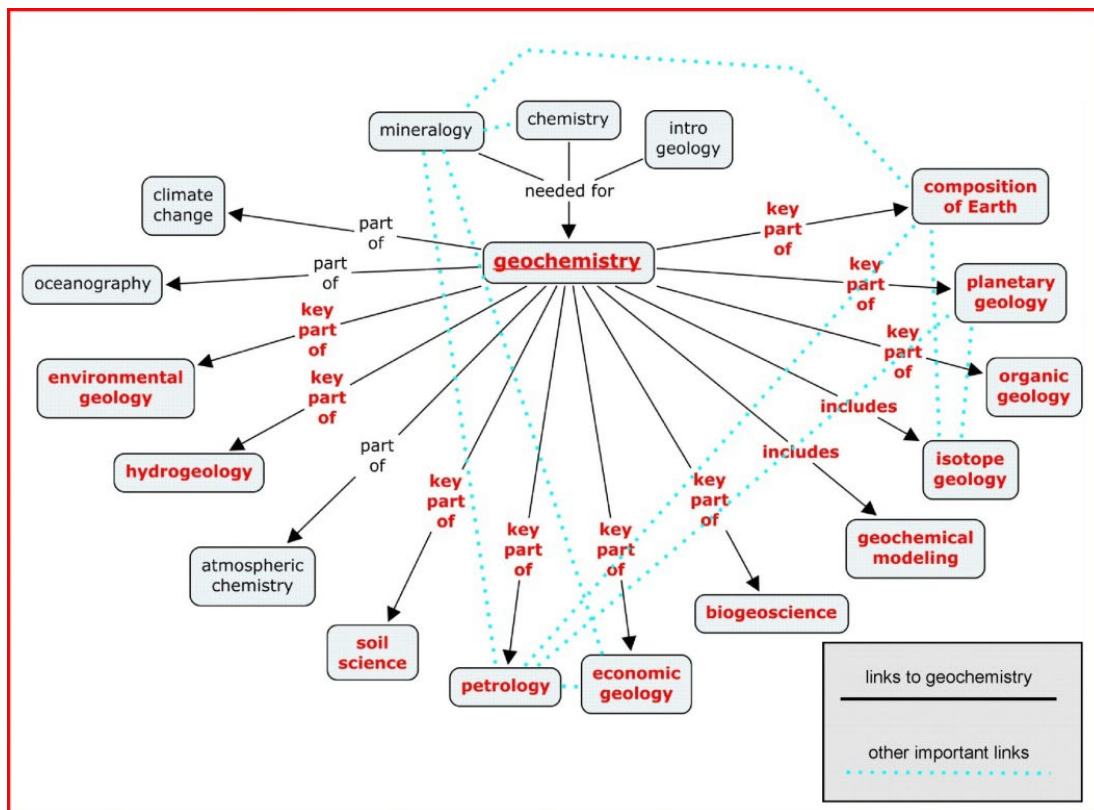 mineralogy
chemistry
intro
geology
needed for
geochemistry
climate
change
part
of
oceanography
part
of
environmental
geology
key
part
of
hydrogeology
key
part
of
atmospheric
chemistry
part
of
soil
science
key
part
of
petrology
key
part
of
economic
geology
key
part
of
biogeoscience
key
part
of
geochemical
modeling
includes
isotope
geology
includes
organic
geology
key
part
of
planetary
geology
key
part
of
composition
of Earth
key
part
of
links to geochemistry
other important links